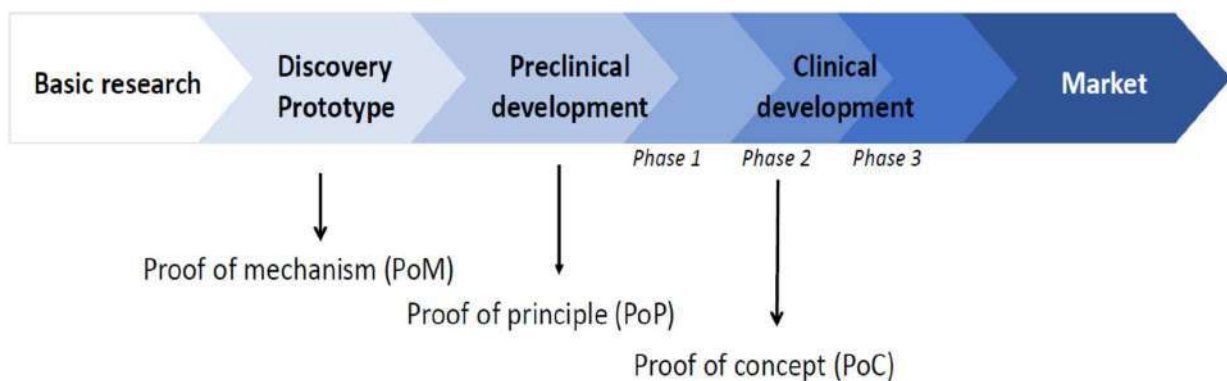 Basic research
Discovery
Prototype
Preclinical
development
Clinical
development
Market
Phase 1
Phase 2
Phase 3
Proof of mechanism (PoM)
Proof of principle (PoP)
Proof of concept (PoC)